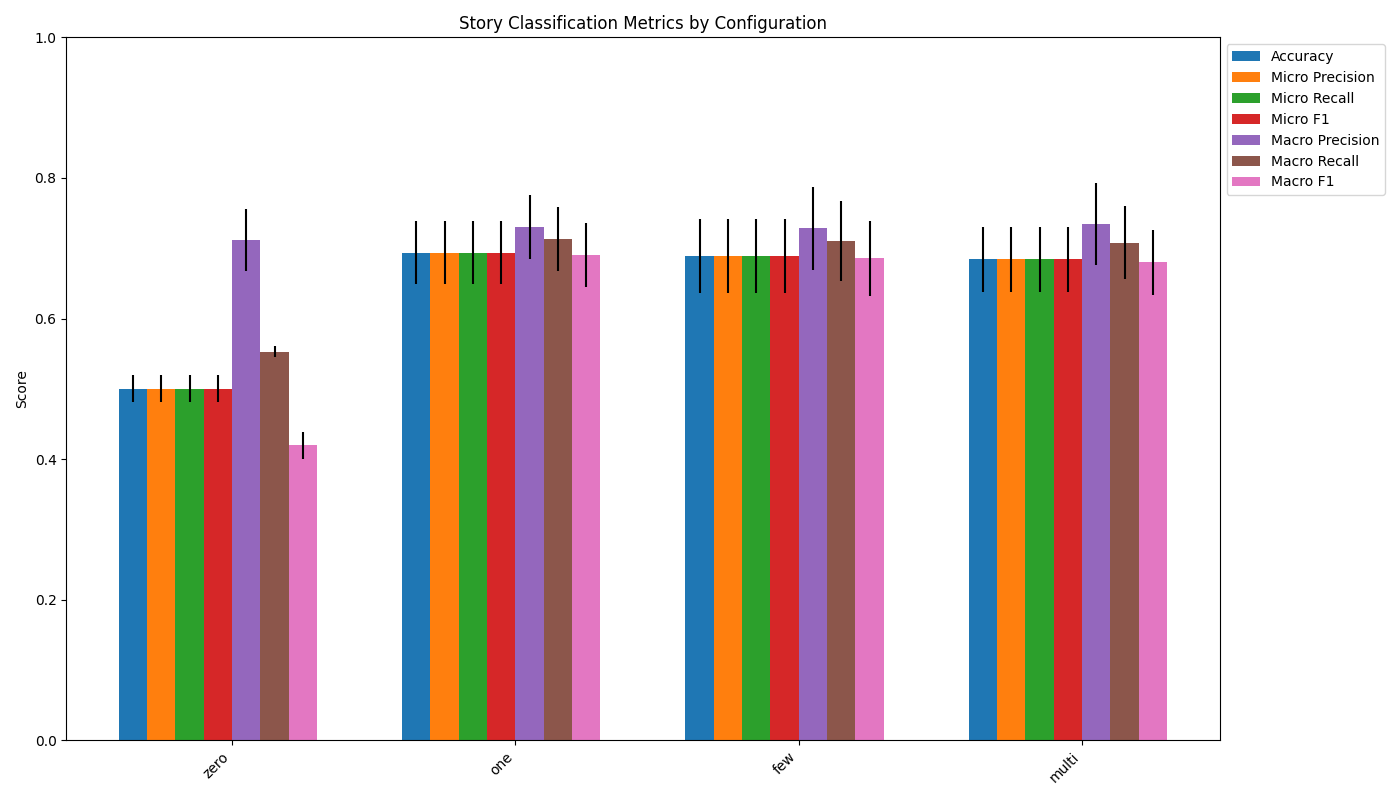 Story Classification Metrics by Configuration
1.0
0.8
0.6
0.4
0.2
0.0
Score
zero
one
few
multi
Accuracy
Micro Precision
Micro Recall
Micro F1
Macro Precision
Macro Recall
Macro F1